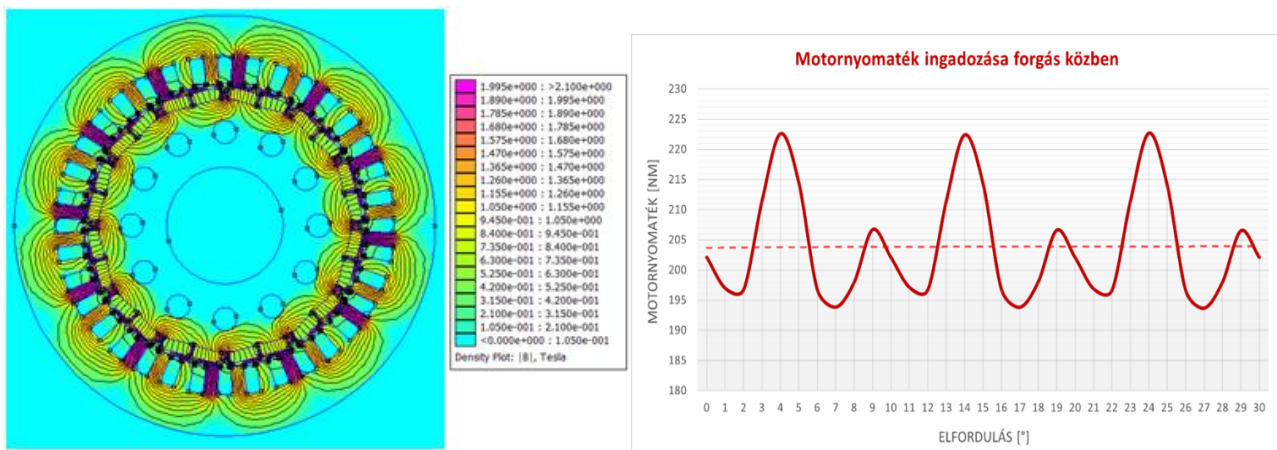 1.995e+000 : >2.100e+000
1.890e+000 : 1.995e+000
1.785e+000 : 1.890e+000
1.680e+000 : 1.785e+000
1.575e+000 : 1.680e+000
1.470e+000 : 1.575e+000
1.365e+000 : 1.470e+000
1.260e+000 : 1.365e+000
1.155e+000 : 1.260e+000
1.050e+000 : 1.155e+000
9.450e-001 : 1.050e+000
8.400e-001 : 9.450e-001
7.350e-001 : 8.400e-001
6.300e-001 : 7.350e-001
5.250e-001 : 6.300e-001
4.200e-001 : 5.250e-001
3.150e-001 : 4.200e-001
2.100e-001 : 3.150e-001
1.050e-001 : 2.100e-001
<0.000e+000 : 1.050e-001
Density Plot: |B|, Tesla
Motornyomaték ingadozása forgás közben
MOTORNYOMATÉK [NM]
230
225
220
215
210
205
200
195
190
185
180
0 1 2 3 4 5 6 7 8 9 10 11 12 13 14 15 16 17 18 19 20 21 22 23 24 25 26 27 28 29 30
ELFORDULÁS [°]